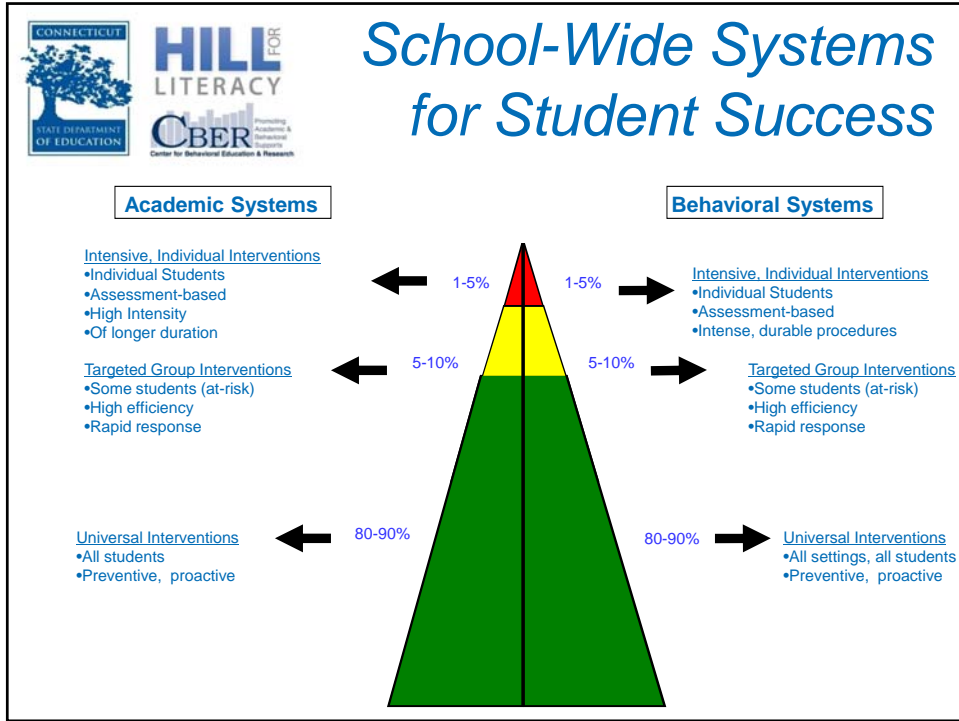 CONNECTICUT
STATE DEPARTMENT
OF EDUCATION
HILL FOR
LITERACY
CBER
Promoting
Academic &
Behavioral
Supports
Center for Behavioral Education & Research
School-Wide Systems
for Student Success
Academic Systems
Intensive, Individual Interventions
•Individual Students
•Assessment-based
•High Intensity
•Of longer duration
1-5%
Targeted Group Interventions
•Some students (at-risk)
•High efficiency
•Rapid response
5-10%
Universal Interventions
•All students
•Preventive, proactive
80-90%
Behavioral Systems
1-5%
Intensive, Individual Interventions
•Individual Students
•Assessment-based
•Intense, durable procedures
5-10%
Targeted Group Interventions
•Some students (at-risk)
•High efficiency
•Rapid response
80-90%
Universal Interventions
•All settings, all students
•Preventive, proactive